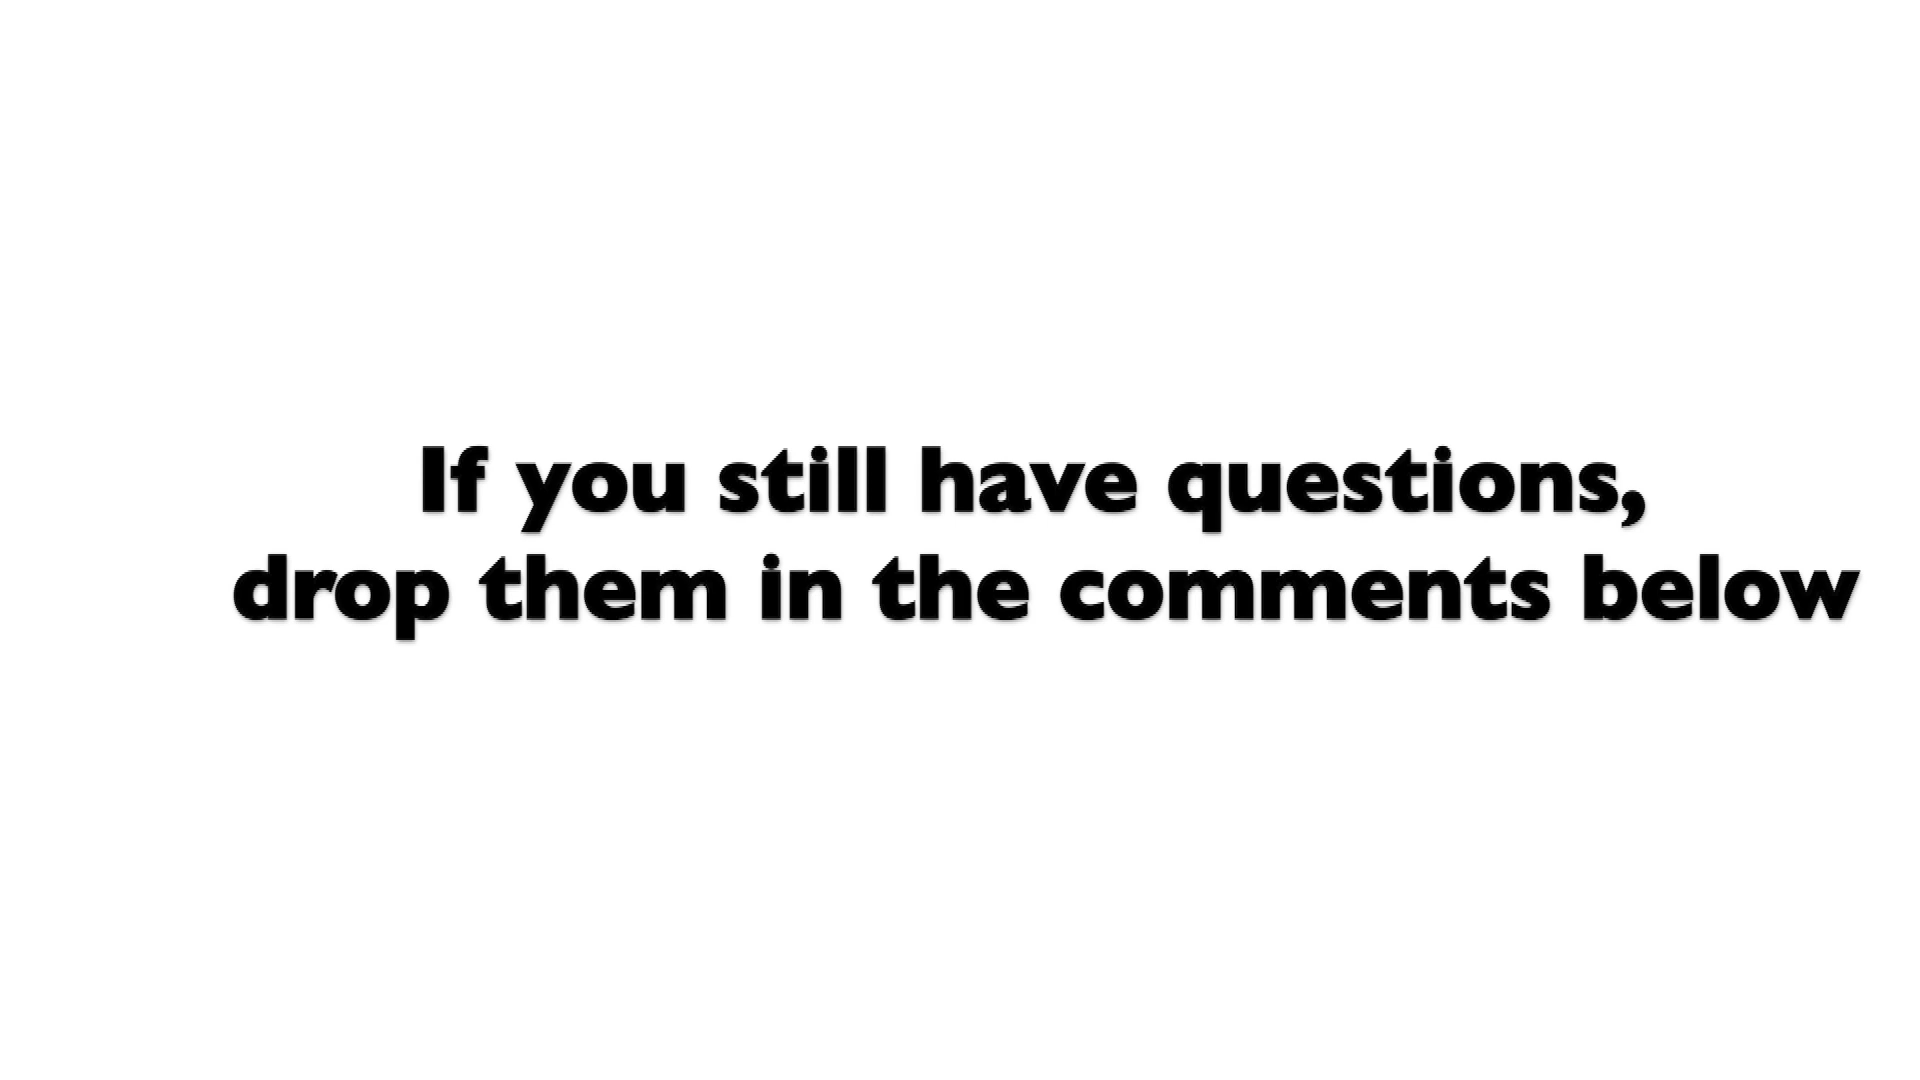 If you still have questions,
drop them in the comments below